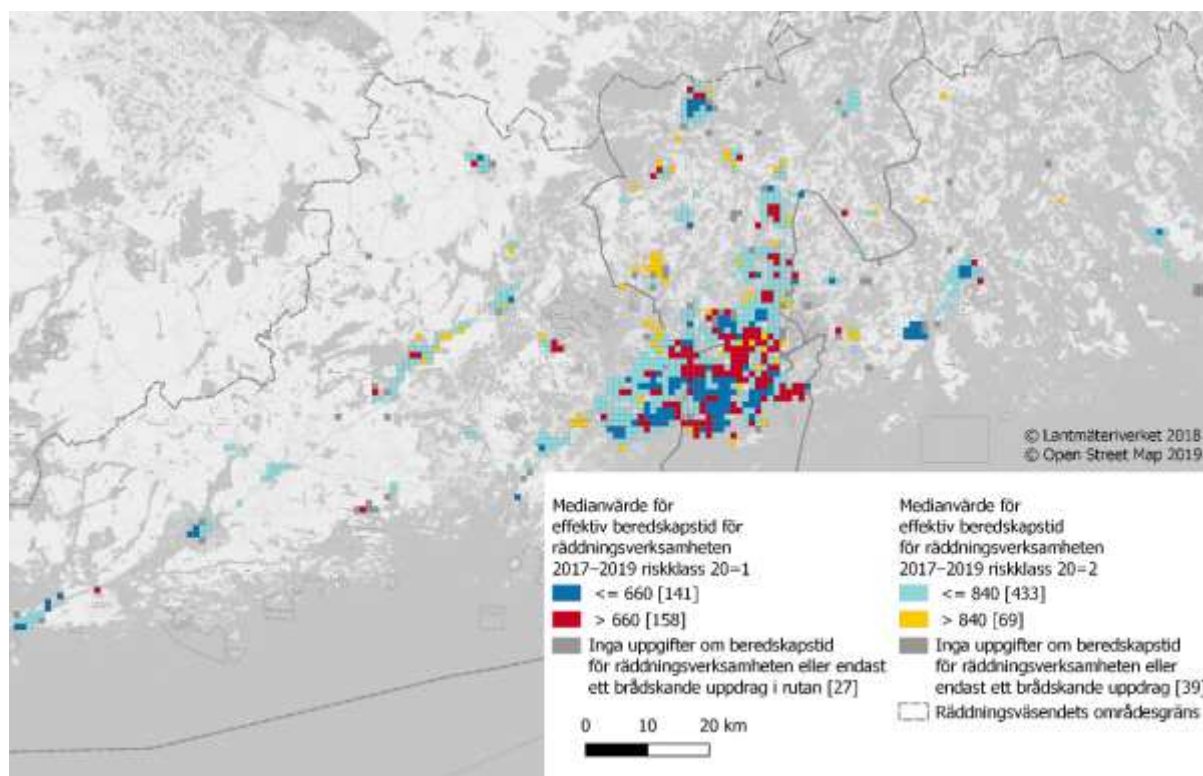 © Lantmäteriverket 2018
© Open Street Map 2019
Medianvärde för
effektiv beredskapstid för
räddningsverksamheten
2017–2019 riskklass 20=1
<= 660 [141]
> 660 [158]
Inga uppgifter om beredskapstid
för räddningsverksamheten eller endast
ett brådskande uppdrag i rutan [27]
0 10 20 km
Medianvärde för
effektiv beredskapstid
för räddningsverksamheten
2017–2019 riskklass 20=2
<= 840 [433]
> 840 [69]
Inga uppgifter om beredskapstid
för räddningsverksamheten eller
endast ett brådskande uppdrag [39]
Räddningsväsendets områdesgräns